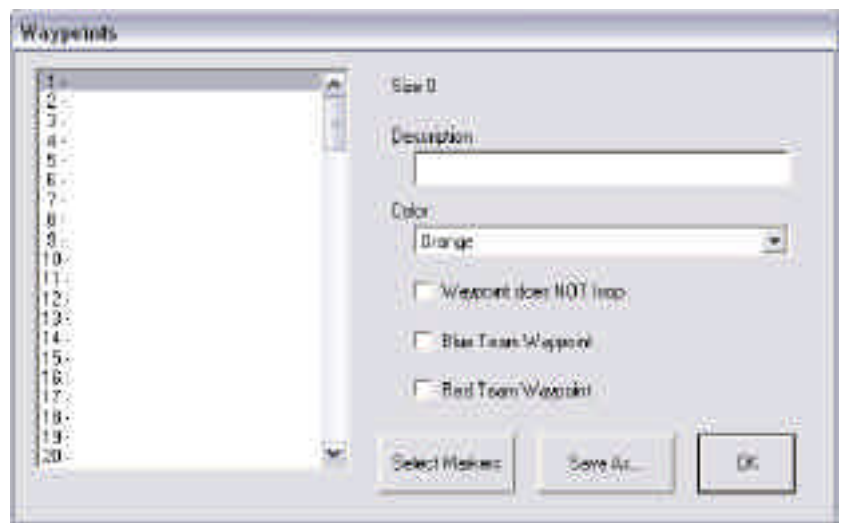 Waypoints
1 -
2 -
3 -
4 -
5 -
6 -
7 -
8 -
9 -
10 -
11 -
12 -
13 -
14 -
15 -
16 -
17 -
18 -
19 -
20 -
Size 0
Description
Color
Orange
Waypoint does NOT loop
Blue Team Waypoint
Red Team Waypoint
Select Markers
Save As...
OK